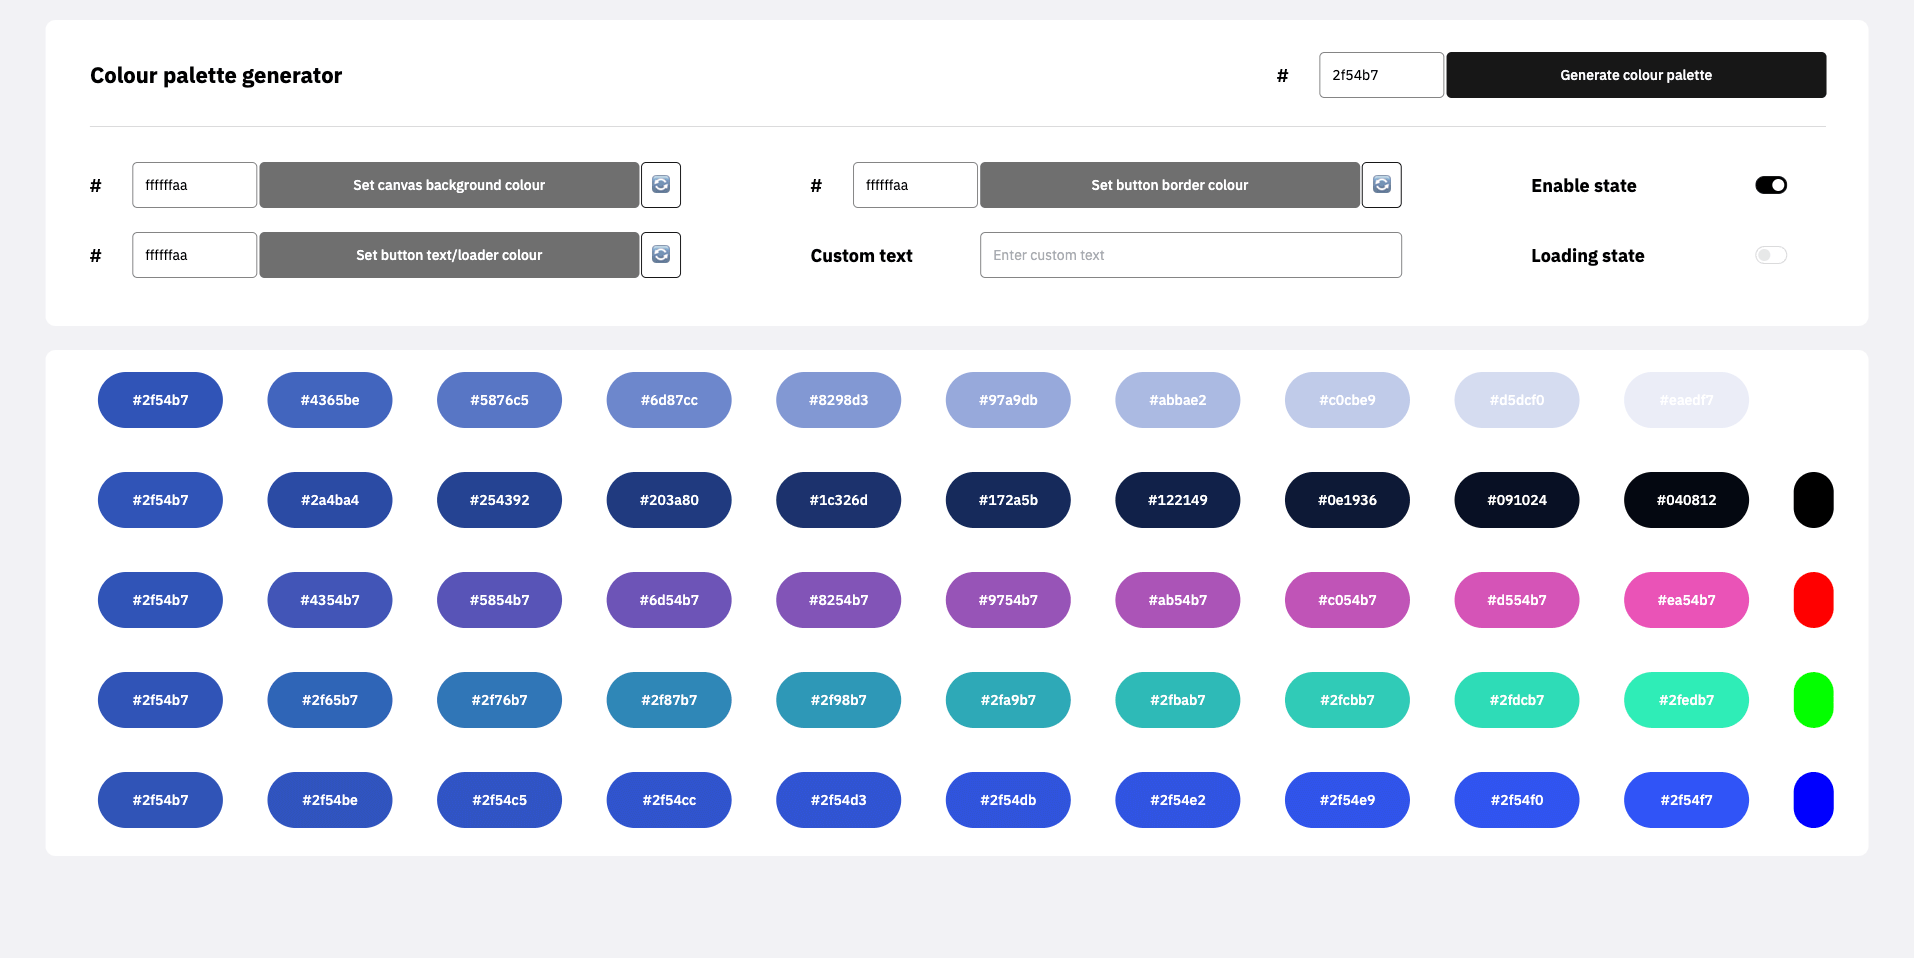 Colour palette generator
# 2f54b7 Generate colour palette
# ffffffaa Set canvas background colour
# ffffffaa Set button border colour
Enable state
# ffffffaa Set button text/loader colour
Custom text Enter custom text
Loading state
#2f54b7 #4365be #5876c5 #6d87cc #8298d3 #97a9db #abbae2 #c0cbe9 #d5dcf0 #eaedf7
#2f54b7 #2a4ba4 #254392 #203a80 #1c326d #172a5b #122149 #0e1936 #091024 #040812
#2f54b7 #4354b7 #5854b7 #6d54b7 #8254b7 #9754b7 #ab54b7 #c054b7 #d554b7 #ea54b7
#2f54b7 #2f65b7 #2f76b7 #2f87b7 #2f98b7 #2fa9b7 #2fbab7 #2fcbb7 #2fdcb7 #2fedb7
#2f54b7 #2f54be #2f54c5 #2f54cc #2f54d3 #2f54db #2f54e2 #2f54e9 #2f54f0 #2f54f7